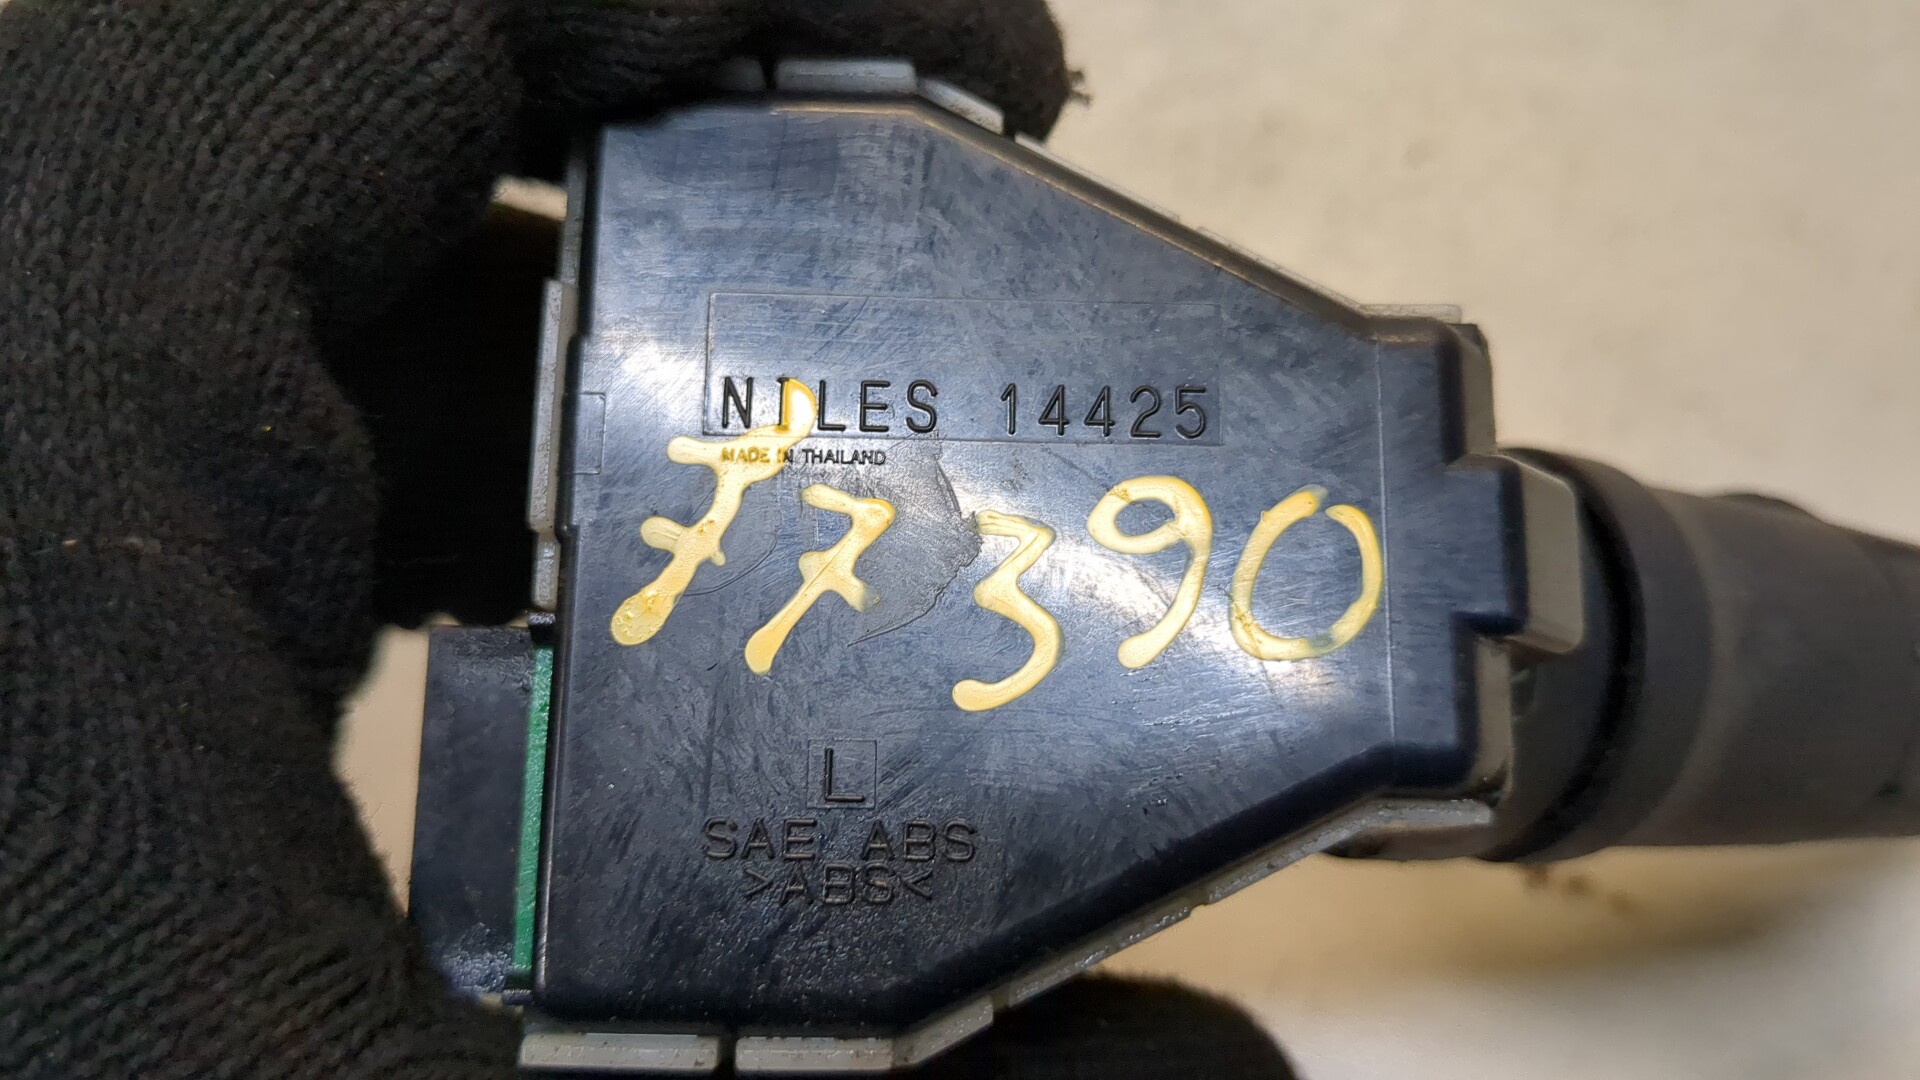 NILES 14425
MADE IN THAILAND
77390
L
SAE ABS
>ABS<